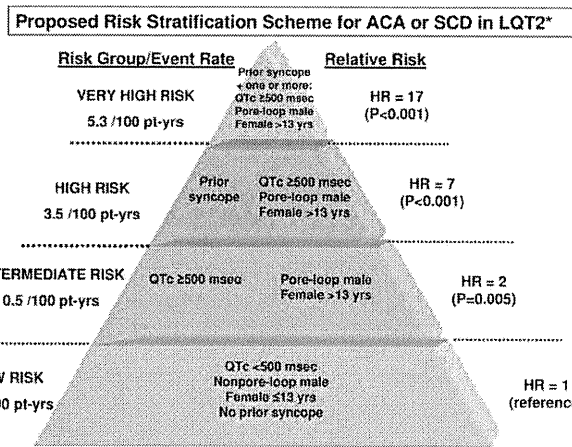 Proposed Risk Stratification Scheme for ACA or SCD in LQT2*
Risk Group/Event Rate
Relative Risk
Prior syncope
+ one or more:
QTc ≥500 msec
Pore-loop male
Female >13 yrs
VERY HIGH RISK
5.3 /100 pt-yrs
HR = 17
(P<0.001)
HIGH RISK
3.5 /100 pt-yrs
Prior
syncope
QTc ≥500 msec
Pore-loop male
Female >13 yrs
HR = 7
(P<0.001)
TERMEDIATE RISK
0.5 /100 pt-yrs
QTc ≥500 msec
Pore-loop male
Female >13 yrs
HR = 2
(P=0.005)
W RISK
00 pt-yrs
QTc <500 msec
Nonpore-loop male
Female ≤13 yrs
No prior syncope
HR = 1
(reference